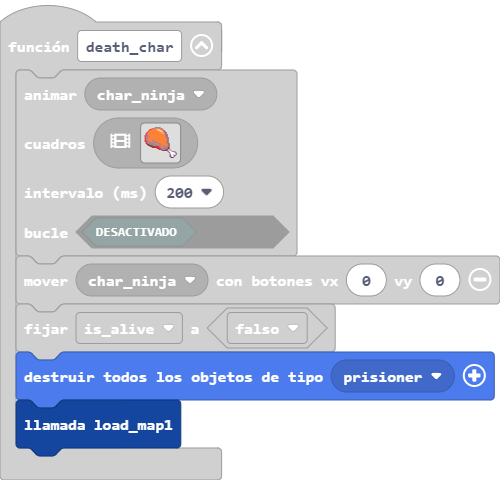 función death_char
animar char_ninja
cuadros
intervalo (ms) 200
bucle DESACTIVADO
mover char_ninja con botones vx 0 vy 0
fijar is_alive a falso
destruir todos los objetos de tipo prisioner
llamada load_map1